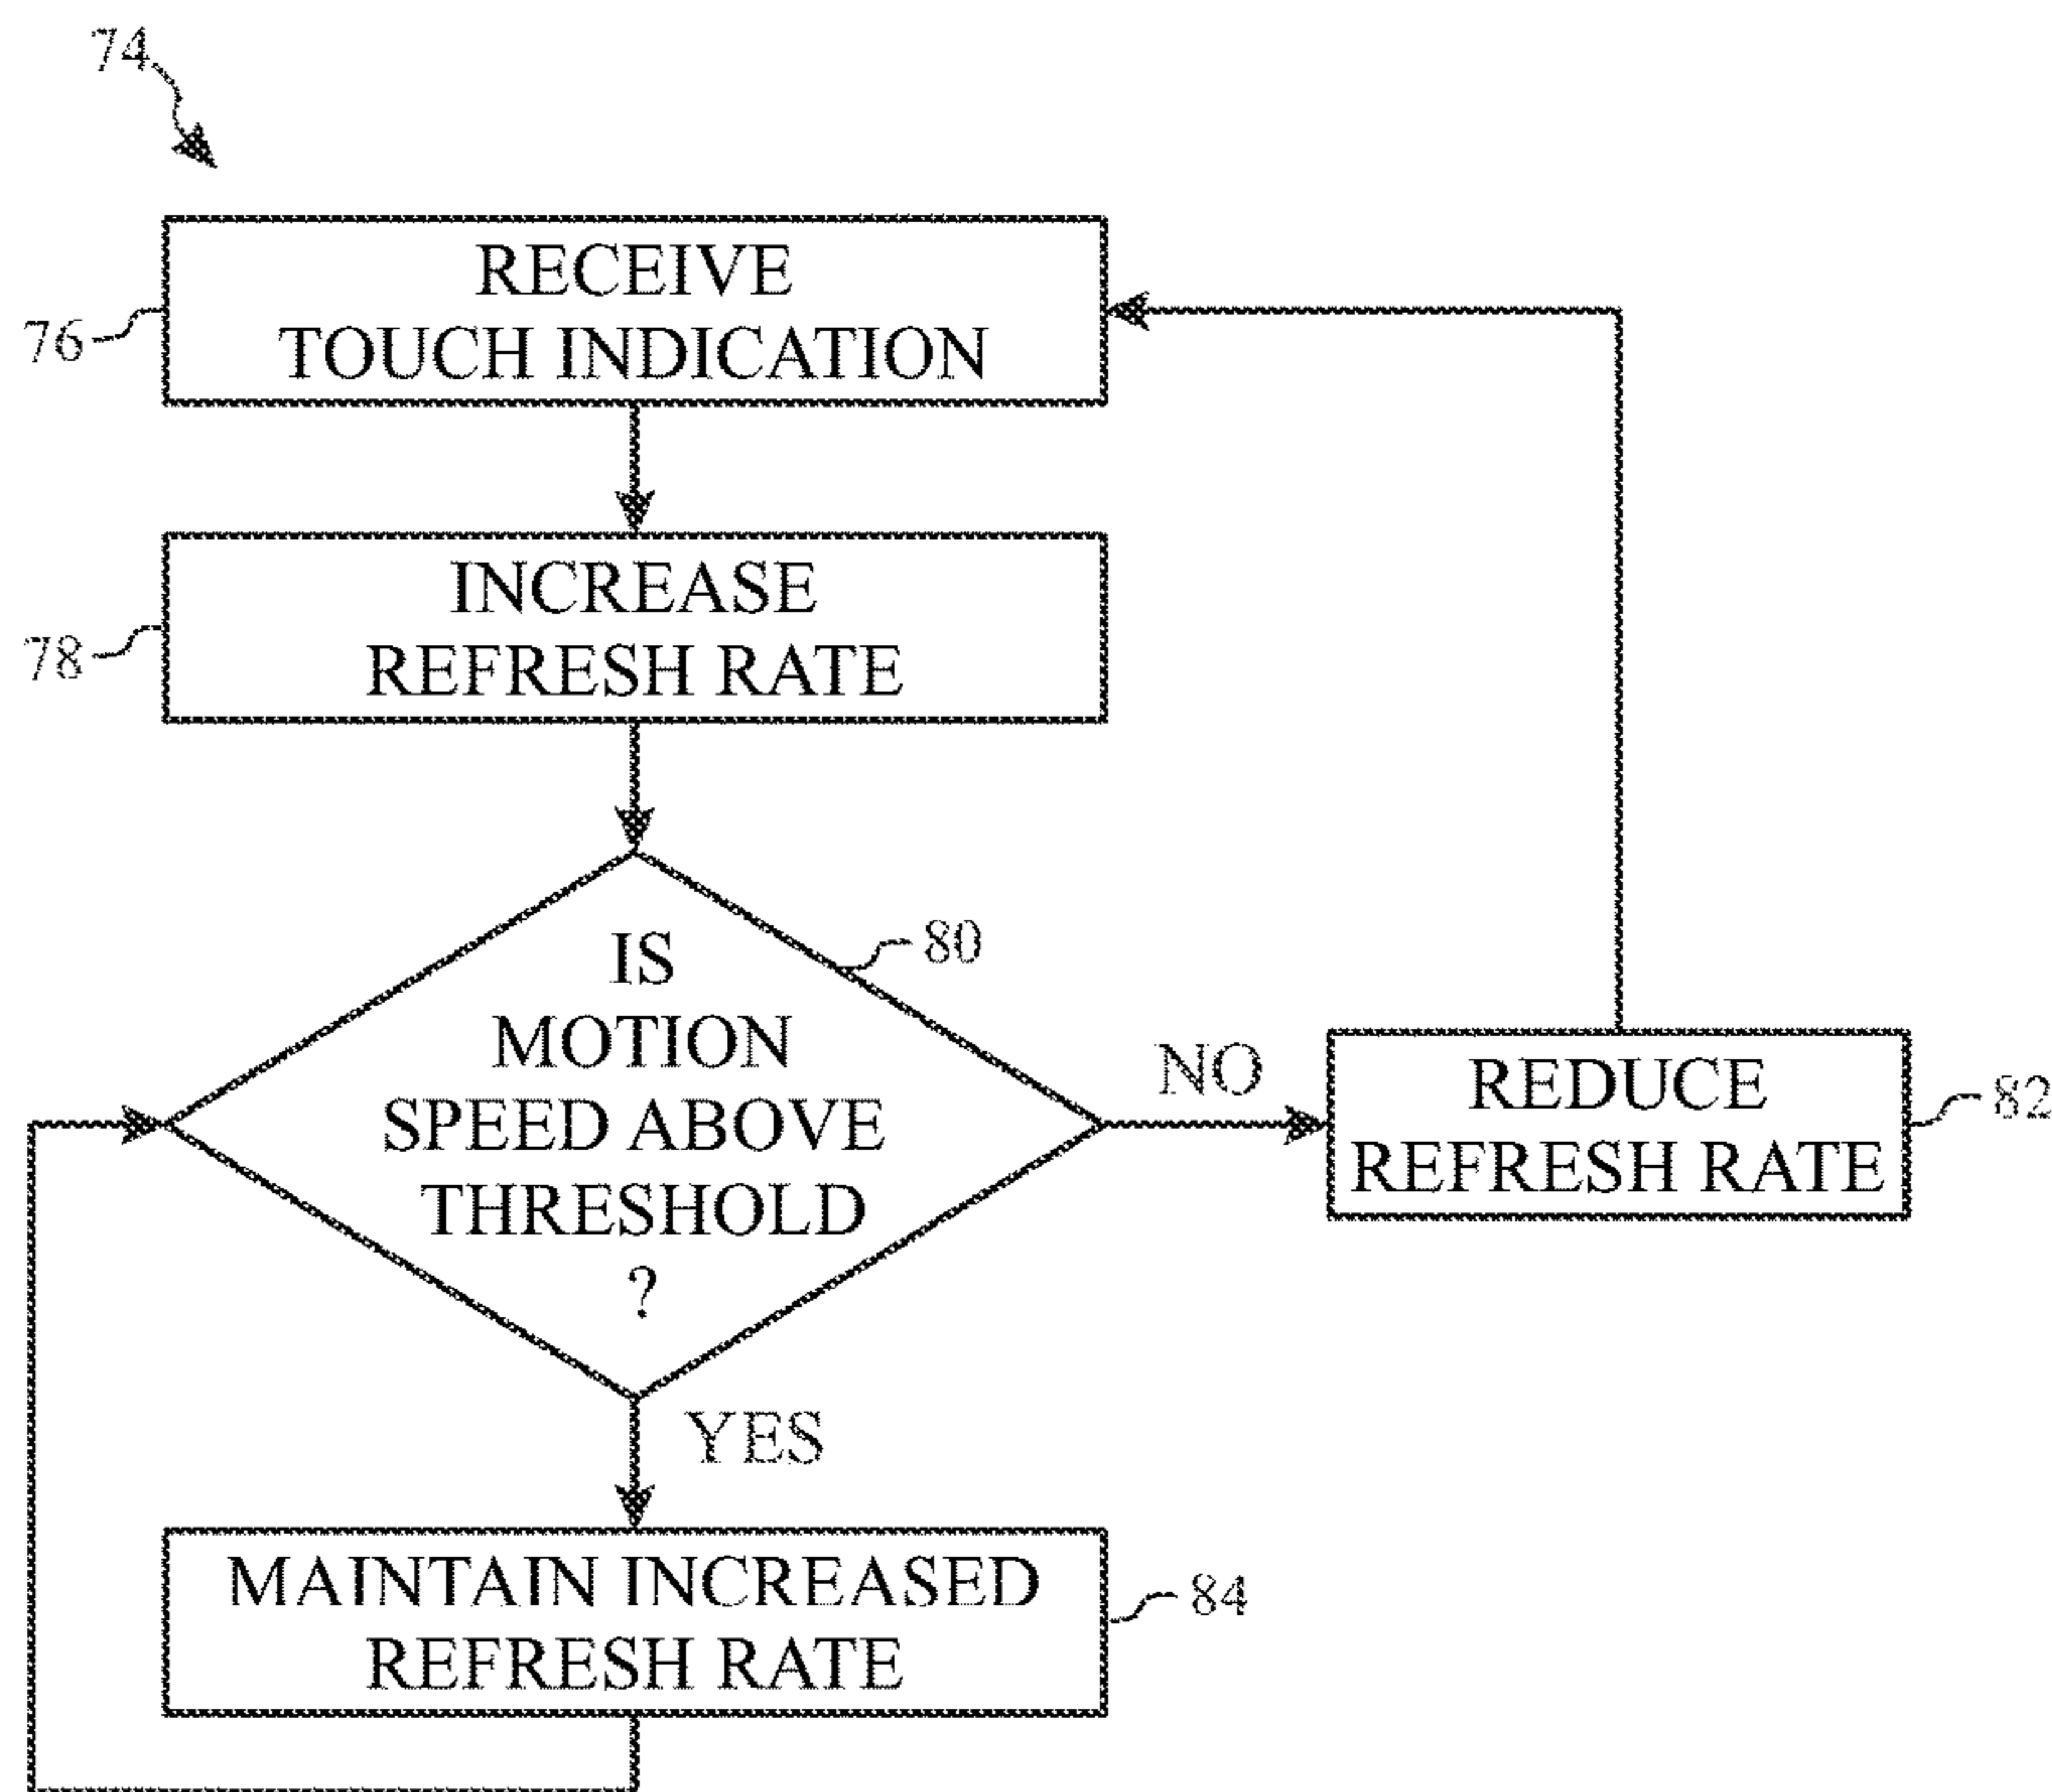 74
76
RECEIVE
TOUCH INDICATION
78
INCREASE
REFRESH RATE
80
IS
MOTION
SPEED ABOVE
THRESHOLD
?
NO
REDUCE
REFRESH RATE
82
YES
MAINTAIN INCREASED
REFRESH RATE
84